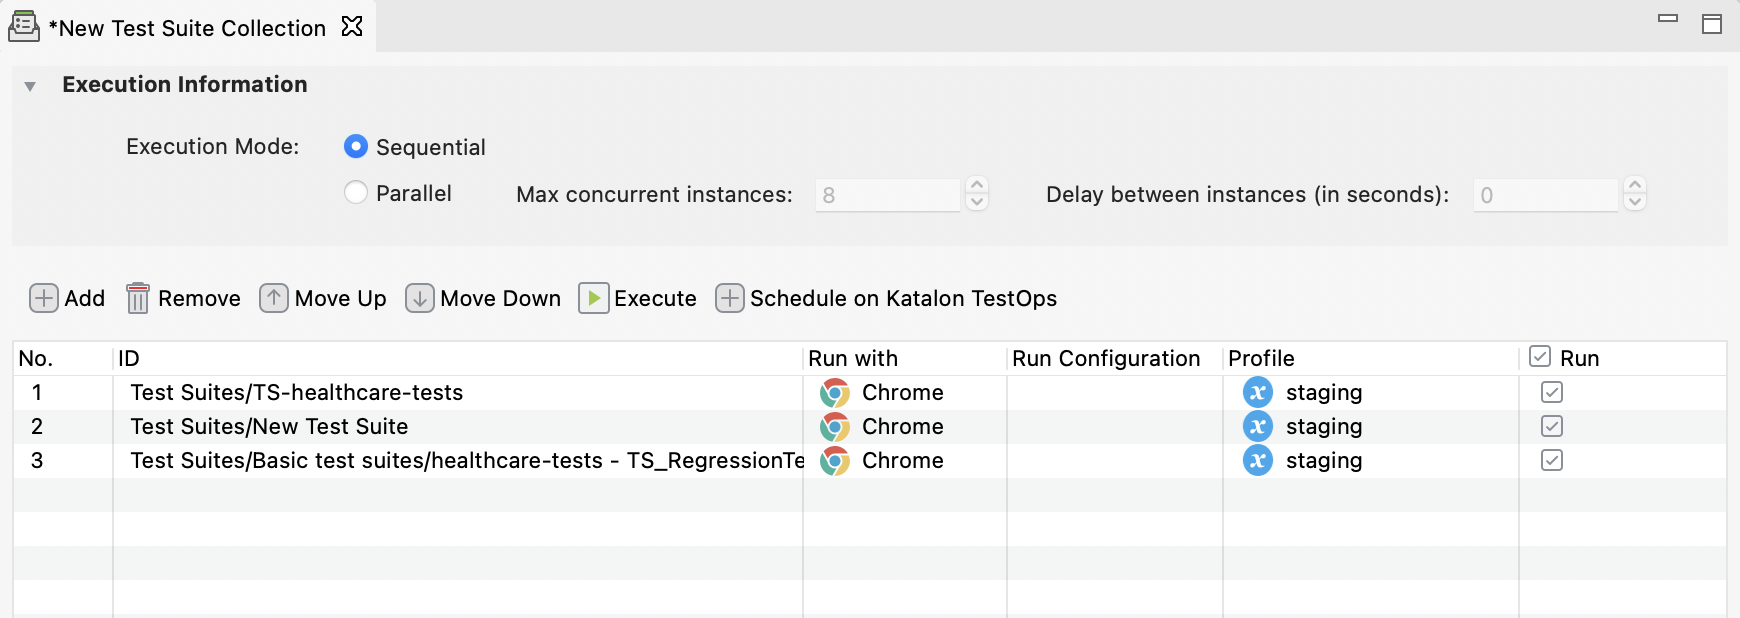 *New Test Suite Collection
Execution Information
Execution Mode: Sequential
Parallel Max concurrent instances: 8 Delay between instances (in seconds): 0
Add Remove Move Up Move Down Execute Schedule on Katalon TestOps
No. ID Run with Run Configuration Profile Run
1 Test Suites/TS-healthcare-tests Chrome x staging
2 Test Suites/New Test Suite Chrome x staging
3 Test Suites/Basic test suites/healthcare-tests - TS_RegressionTe Chrome x staging